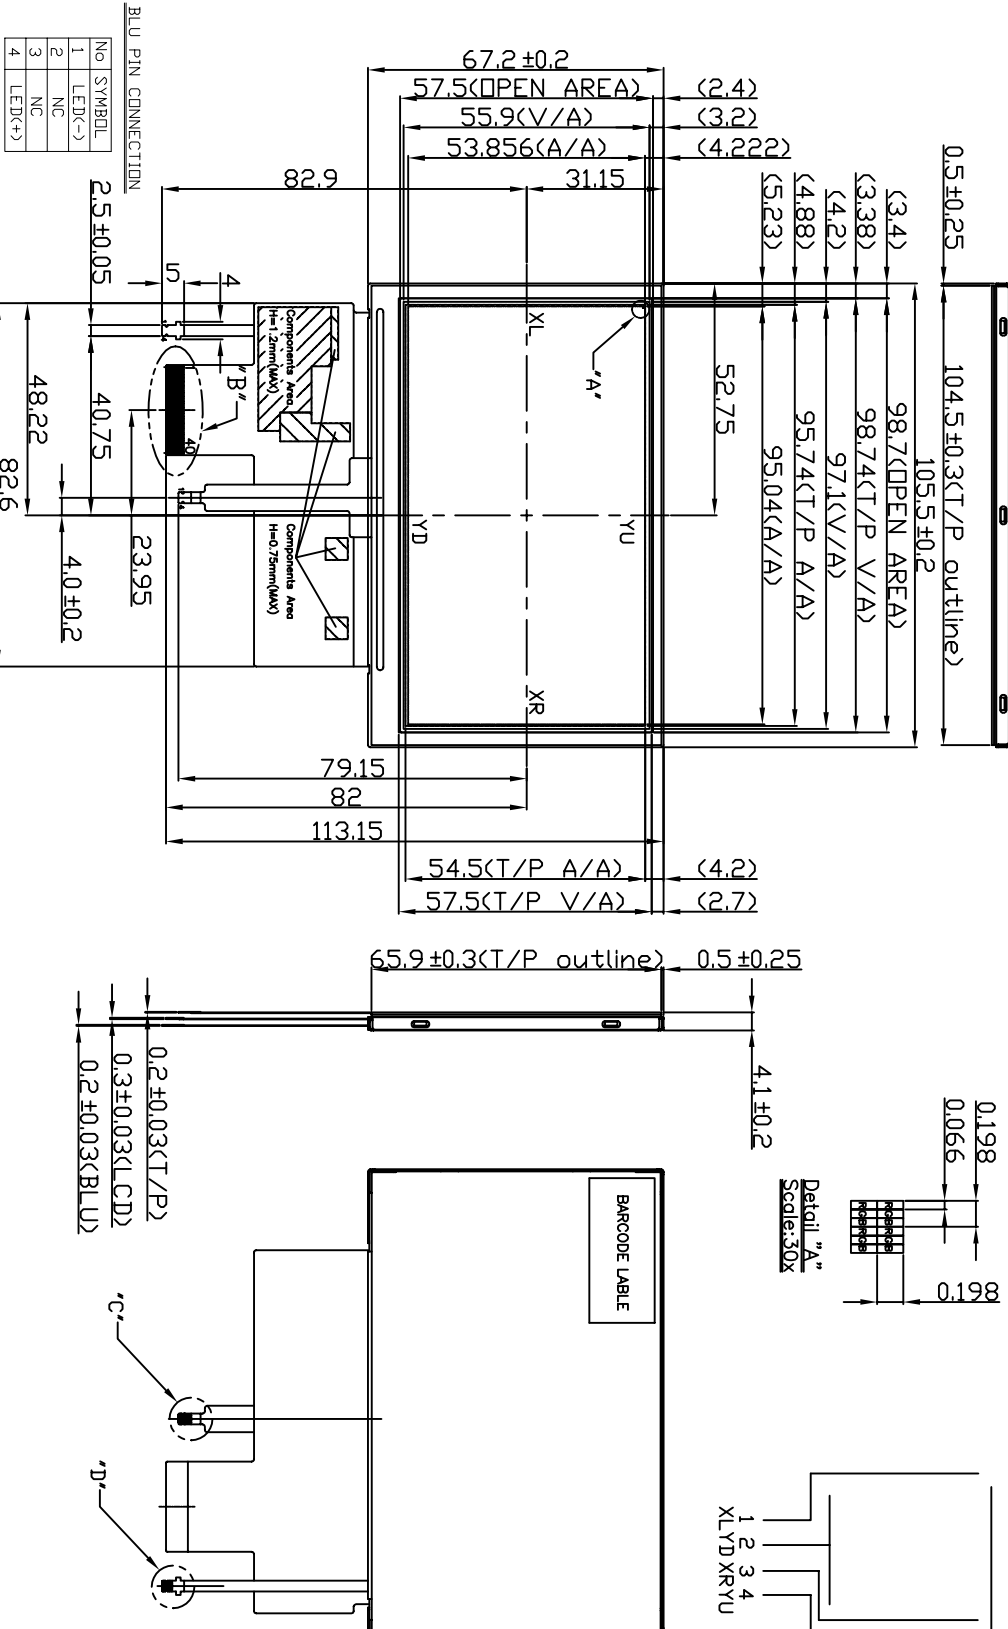 0.5±0.25
104.5±0.3(T/P outline)
105.5±0.2
(3.4)
98.7(OPEN AREA)
(3.38)
98.74(T/P V/A)
(4.2)
97.1(V/A)
(4.88)
95.74(T/P A/A)
(5.23)
95.04(A/A)
52.75
67.2±0.2
57.5(OPEN AREA)
(2.4)
55.9(V/A)
(3.2)
53.856(A/A)
(4.222)
82.9
31.15
"A"
XL
YU
XR
YD
79.15
82
113.15
54.5(T/P A/A)
(4.2)
57.5(T/P V/A)
(2.7)
Components Area
H=1.2mm(MAX)
Components Area
H=0.75mm(MAX)
"B"
40
4
5
2.5±0.05
40.75
23.95
4.0±0.2
48.22
82.6
BLU PIN CONNECTION
No SYMBOL
1 LED(-)
2 NC
3 NC
4 LED(+)
65.9±0.3(T/P outline)
0.5±0.25
4.1±0.2
0.2±0.03(T/P)
0.3±0.03(LCD)
0.2±0.03(BLU)
0.198
0.066
RGBRGB
RGBRGB
0.198
Detail "A"
Scale:30x
BARCODE LABLE
"C"
"D"
1 2 3 4
XLYDXRYU